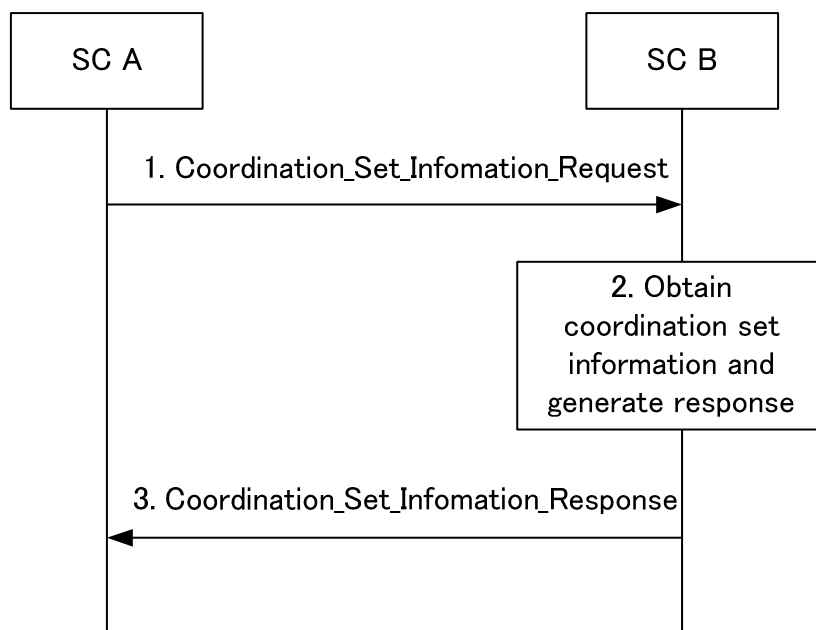 SC A
SC B
1. Coordination_Set_Infomation_Request
2. Obtain
coordination set
information and
generate response
3. Coordination_Set_Infomation_Response